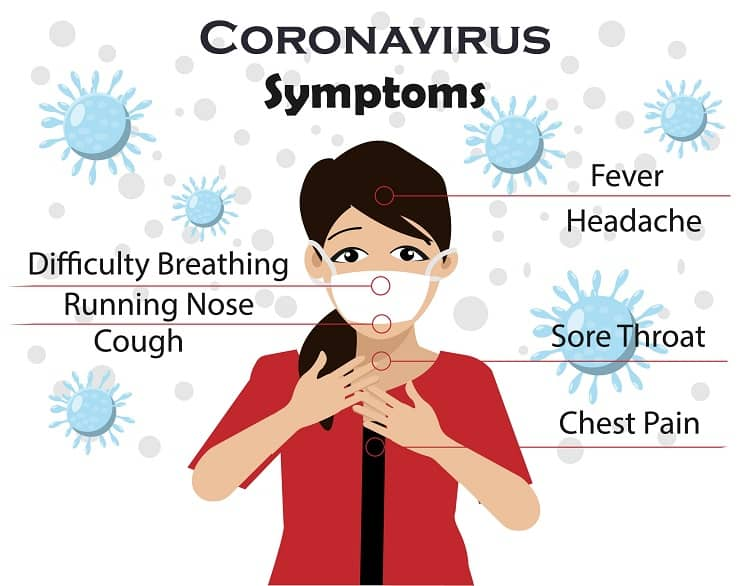 CORONAVIRUS
Symptoms
Fever
Headache
Difficulty Breathing
Running Nose
Cough
Sore Throat
Chest Pain